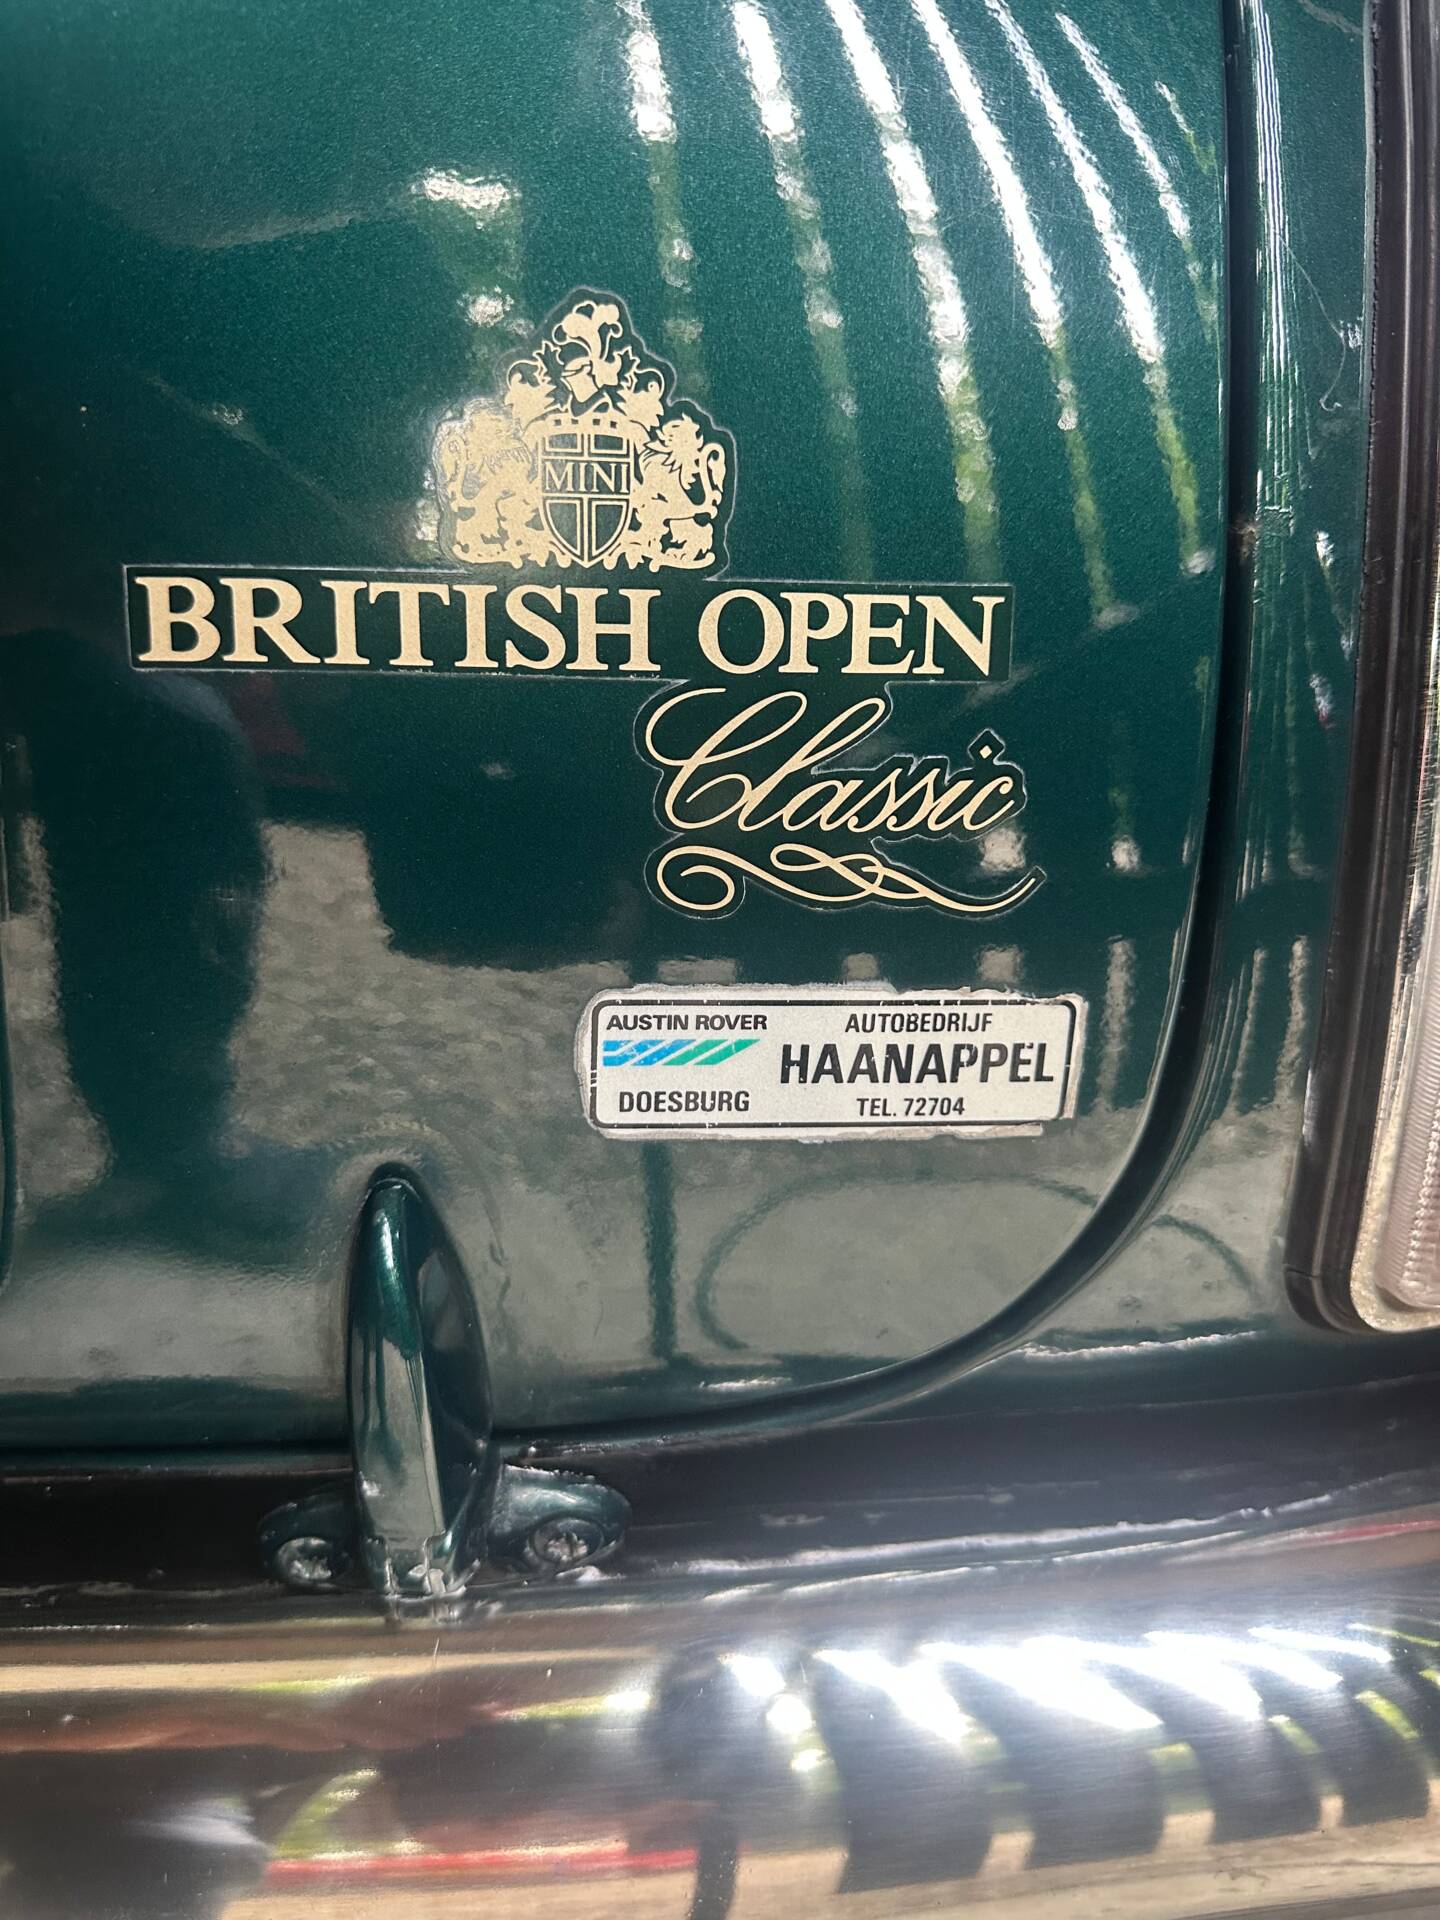 MINI
BRITISH OPEN
Classic
AUSTIN ROVER
DOESBURG
AUTOBEDRIJF
HAANAPPEL
TEL. 72704